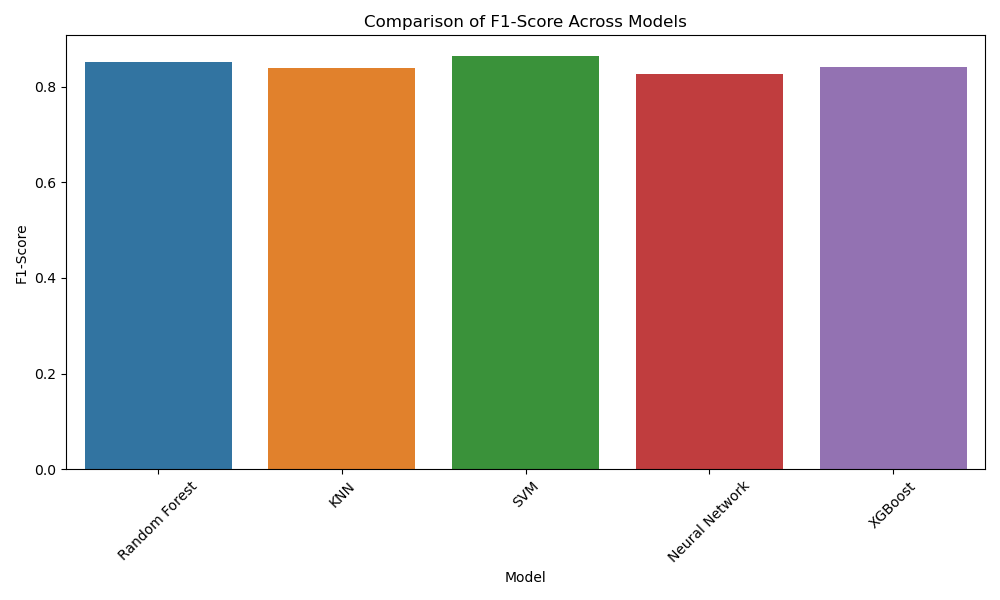 Comparison of F1-Score Across Models
F1-Score
0.8
0.6
0.4
0.2
0.0
Random Forest
KNN
SVM
Neural Network
XGBoost
Model